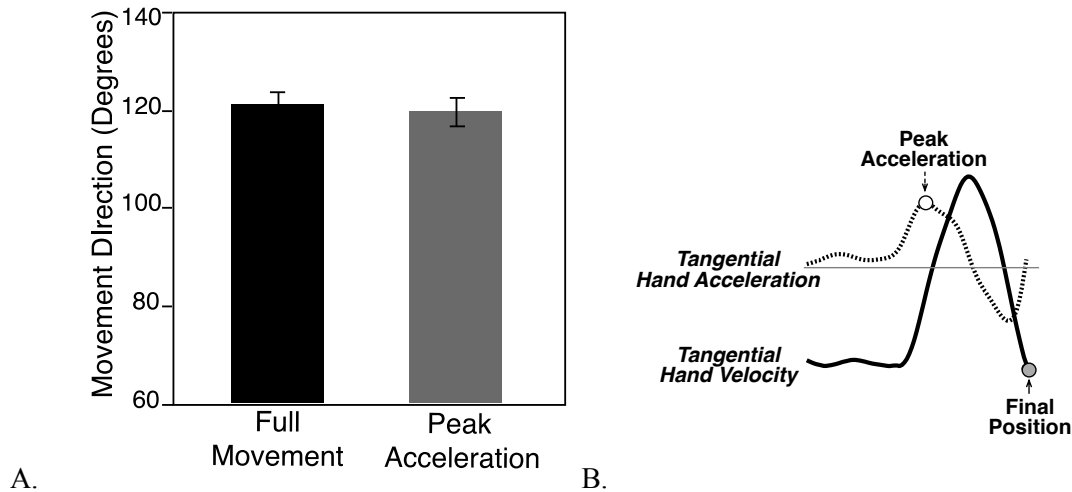 140
120
100
80
60
Movement DIrection (Degrees)
Full
Movement
Peak
Acceleration
A.
Peak
Acceleration
Tangential
Hand Acceleration
Tangential
Hand Velocity
Final
Position
B.